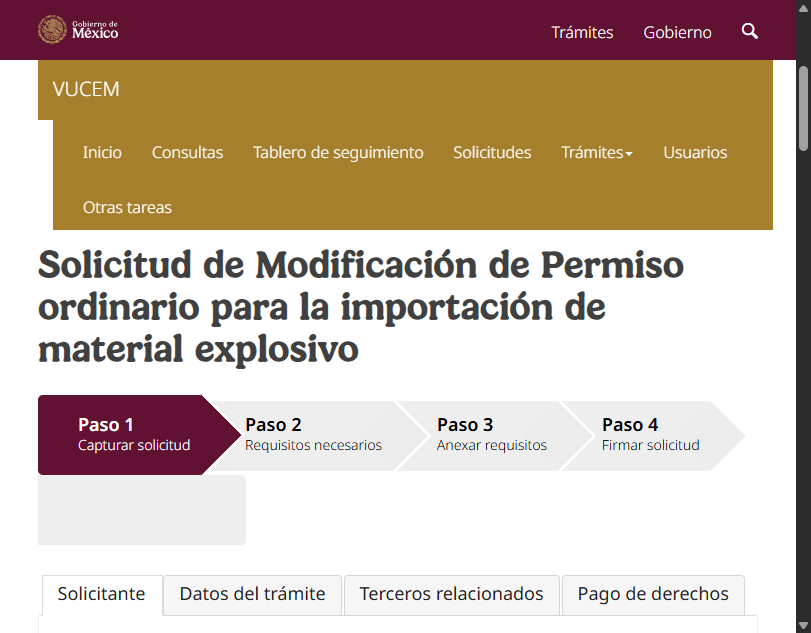 Gobierno de
México
Trámites
Gobierno
VUCEM
Inicio
Consultas
Tablero de seguimiento
Solicitudes
Trámites
Usuarios
Otras tareas
Solicitud de Modificación de Permiso
ordinario para la importación de
material explosivo
Paso 1
Capturar solicitud
Paso 2
Requisitos necesarios
Paso 3
Anexar requisitos
Paso 4
Firmar solicitud
Solicitante
Datos del trámite
Terceros relacionados
Pago de derechos